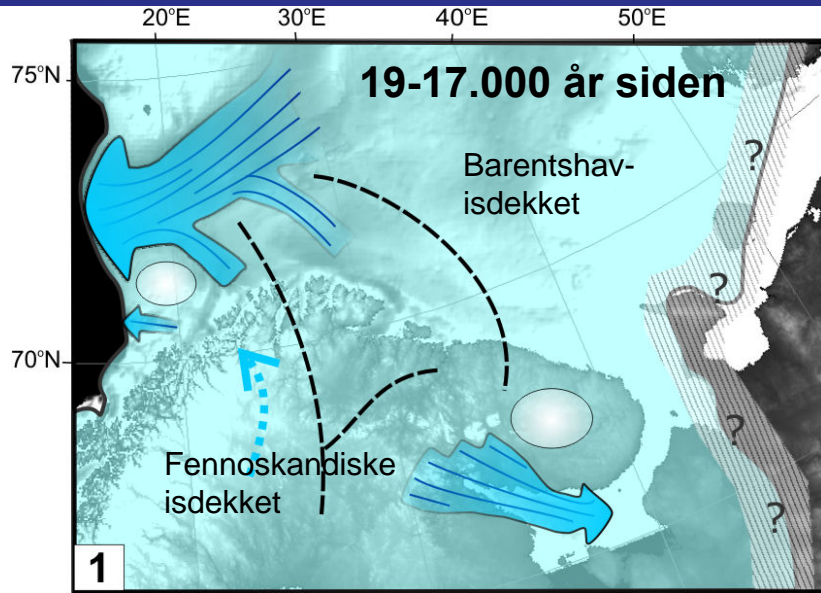 20°E 30°E 40°E 50°E
75°N
19-17.000 år siden
?
Barentshav-
isdekket
?
70°N
?
Fennoskandiske
isdekket
?
1